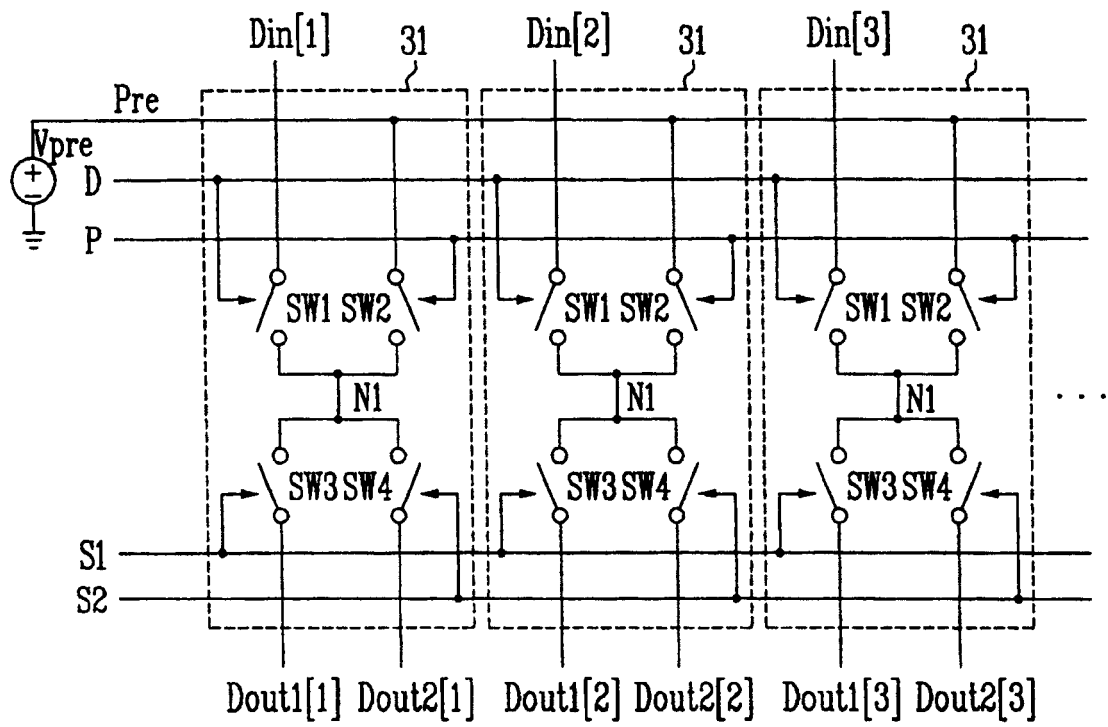 Din[1] 31 Din[2] 31 Din[3] 31
Pre
Vpre
+
−
D
P
SW1 SW2 SW1 SW2 SW1 SW2
N1 N1 N1
. . .
SW3 SW4 SW3 SW4 SW3 SW4
S1
S2
Dout1[1] Dout2[1] Dout1[2] Dout2[2] Dout1[3] Dout2[3]